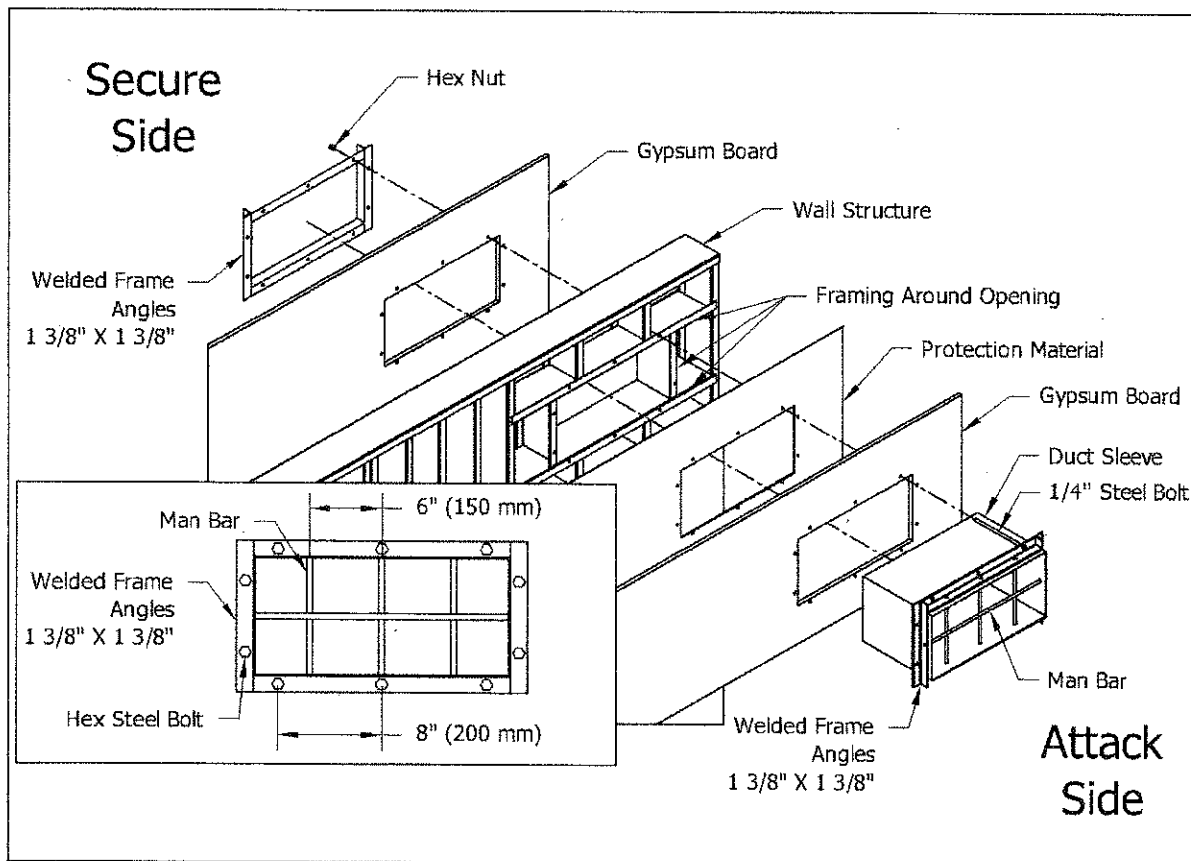 Secure
Side
Hex Nut
Gypsum Board
Wall Structure
Welded Frame
Angles
1 3/8" X 1 3/8"
Framing Around Opening
Protection Material
Gypsum Board
Duct Sleeve
1/4" Steel Bolt
6" (150 mm)
Man Bar
Welded Frame
Angles
1 3/8" X 1 3/8"
Hex Steel Bolt
8" (200 mm)
Man Bar
Welded Frame
Angles
1 3/8" X 1 3/8"
Attack
Side